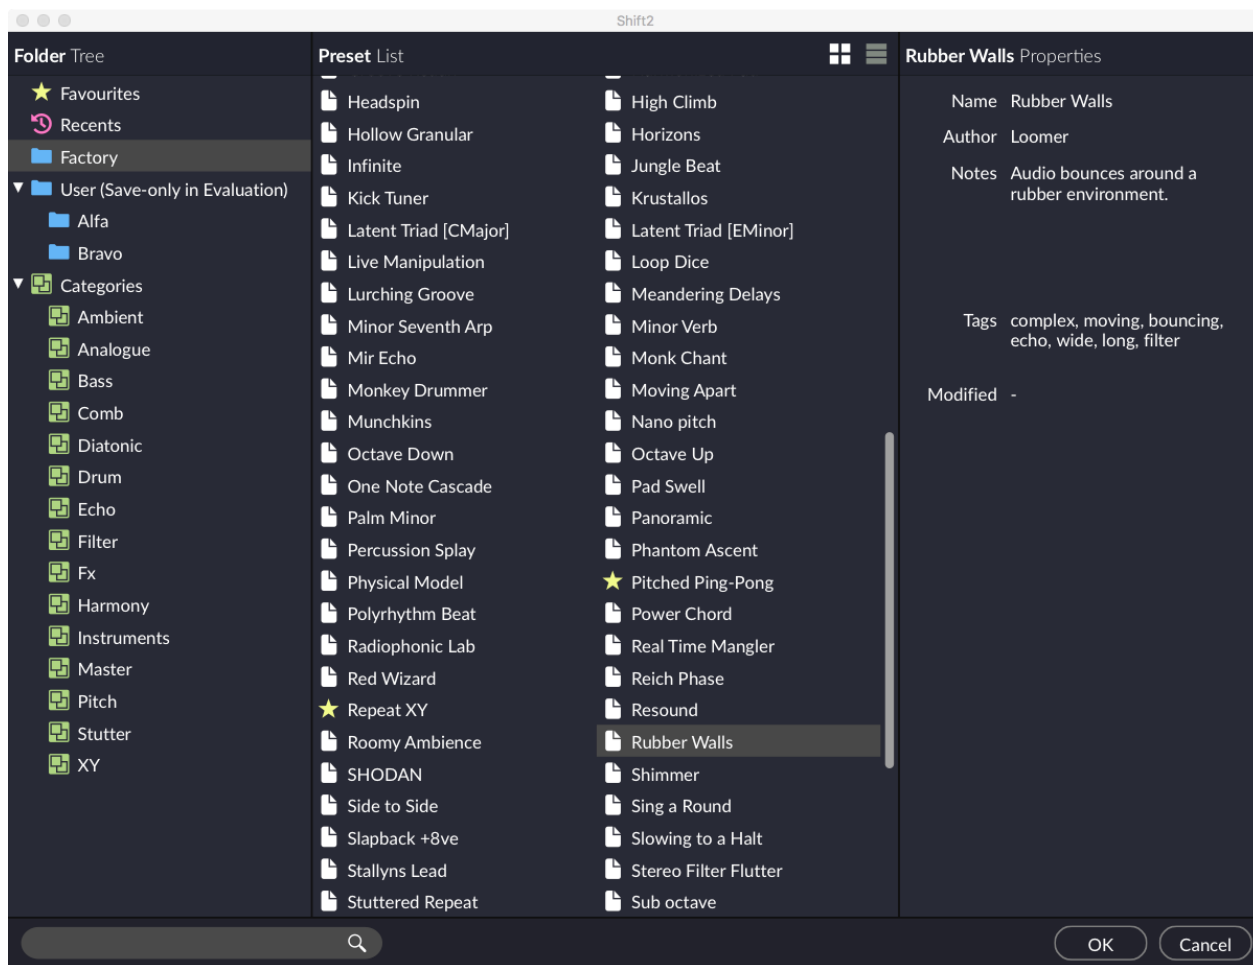 Shift2
Folder Tree
Favourites
Recents
Factory
User (Save-only in Evaluation)
Alfa
Bravo
Categories
Ambient
Analogue
Bass
Comb
Diatonic
Drum
Echo
Filter
Fx
Harmony
Instruments
Master
Pitch
Stutter
XY
Preset List
Headspin
High Climb
Hollow Granular
Horizons
Infinite
Jungle Beat
Kick Tuner
Krustallos
Latent Triad [CMajor]
Latent Triad [EMinor]
Live Manipulation
Loop Dice
Lurching Groove
Meandering Delays
Minor Seventh Arp
Minor Verb
Mir Echo
Monk Chant
Monkey Drummer
Moving Apart
Munchkins
Nano pitch
Octave Down
Octave Up
One Note Cascade
Pad Swell
Palm Minor
Panoramic
Percussion Splay
Phantom Ascent
Physical Model
Pitched Ping-Pong
Polyrhythm Beat
Power Chord
Radiophonic Lab
Real Time Mangler
Red Wizard
Reich Phase
Repeat XY
Resound
Roomy Ambience
Rubber Walls
SHODAN
Shimmer
Side to Side
Sing a Round
Slapback +8ve
Slowing to a Halt
Stallyns Lead
Stereo Filter Flutter
Stuttered Repeat
Sub octave
Rubber Walls Properties
Name Rubber Walls
Author Loomer
Notes Audio bounces around a
rubber environment.
Tags complex, moving, bouncing,
echo, wide, long, filter
Modified -
OK
Cancel